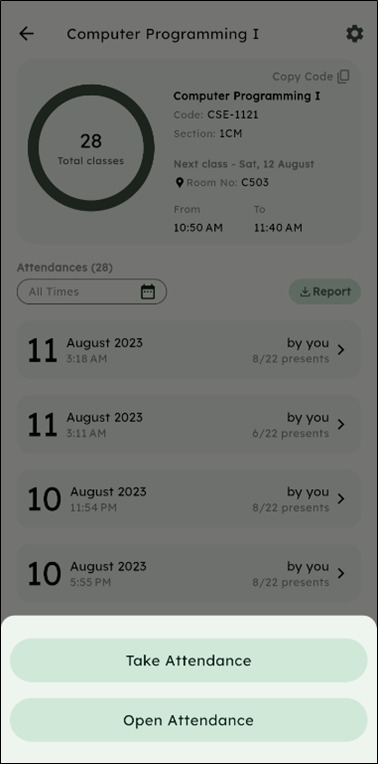 Computer Programming I
Copy Code
Computer Programming I
Code: CSE-1121
Section: 1CM
28
Total classes
Next class - Sat, 12 August
Room No: C503
From To
10:50 AM 11:40 AM
Attendances (28)
All Times
Report
11 August 2023 by you
3:18 AM 8/22 presents
11 August 2023 by you
3:11 AM 6/22 presents
10 August 2023 by you
11:54 PM 8/22 presents
10 August 2023 by you
5:55 PM 8/22 presents
Take Attendance
Open Attendance